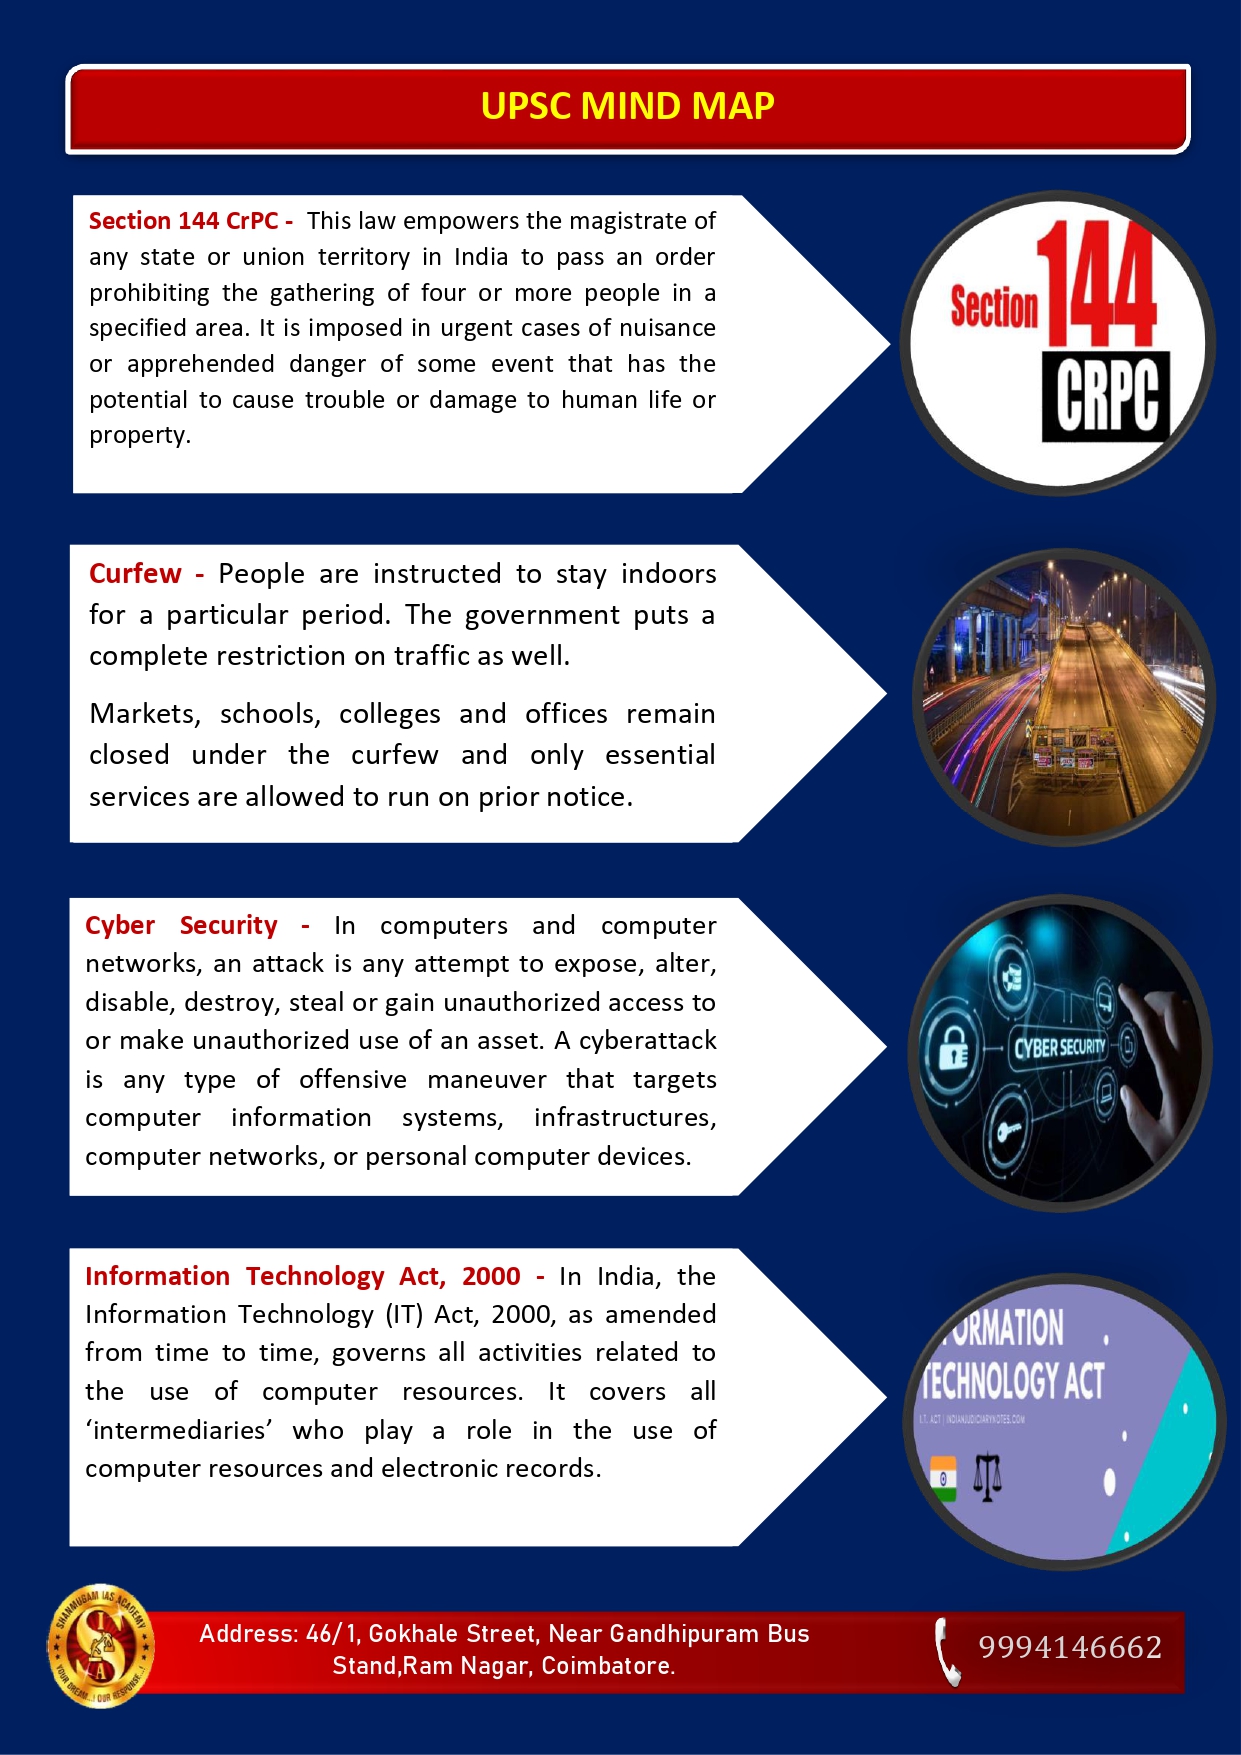 UPSC MIND MAP
Section 144 CrPC - This law empowers the magistrate of
any state or union territory in India to pass an order
prohibiting the gathering of four or more people in a
specified area. It is imposed in urgent cases of nuisance
or apprehended danger of some event that has the
potential to cause trouble or damage to human life or
property.
Section 144
CRPC
Curfew - People are instructed to stay indoors
for a particular period. The government puts a
complete restriction on traffic as well.
Markets, schools, colleges and offices remain
closed under the curfew and only essential
services are allowed to run on prior notice.
Cyber Security - In computers and computer
networks, an attack is any attempt to expose, alter,
disable, destroy, steal or gain unauthorized access to
or make unauthorized use of an asset. A cyberattack
is any type of offensive maneuver that targets
computer information systems, infrastructures,
computer networks, or personal computer devices.
CYBER SECURITY
Information Technology Act, 2000 - In India, the
Information Technology (IT) Act, 2000, as amended
from time to time, governs all activities related to
the use of computer resources. It covers all
‘intermediaries’ who play a role in the use of
computer resources and electronic records.
ORMATION
TECHNOLOGY ACT
I.T. ACT | INDIANJUDICIARYNOTES.COM
SHANMUGAM IAS ACADEMY
SIA
YOUR DREAM...! OUR RESPONSE...!
Address: 46/1, Gokhale Street, Near Gandhipuram Bus
Stand,Ram Nagar, Coimbatore.
9994146662